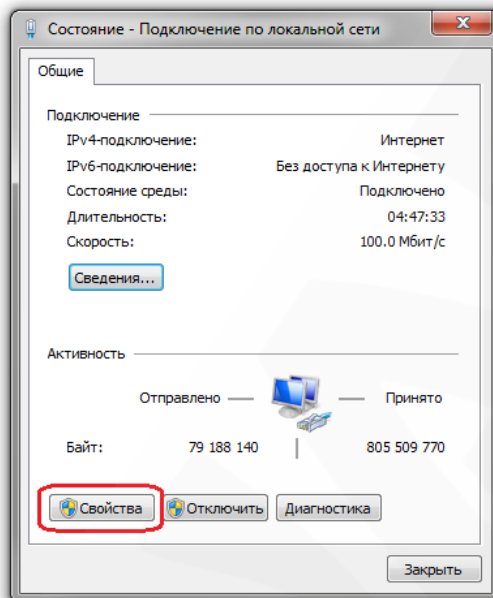 Состояние - Подключение по локальной сети
Общие
Подключение
IPv4-подключение: Интернет
IPv6-подключение: Без доступа к Интернету
Состояние среды: Подключено
Длительность: 04:47:33
Скорость: 100.0 Мбит/с
Сведения...
Активность
Отправлено Принято
Байт: 79 188 140 805 509 770
Свойства Отключить Диагностика
Закрыть